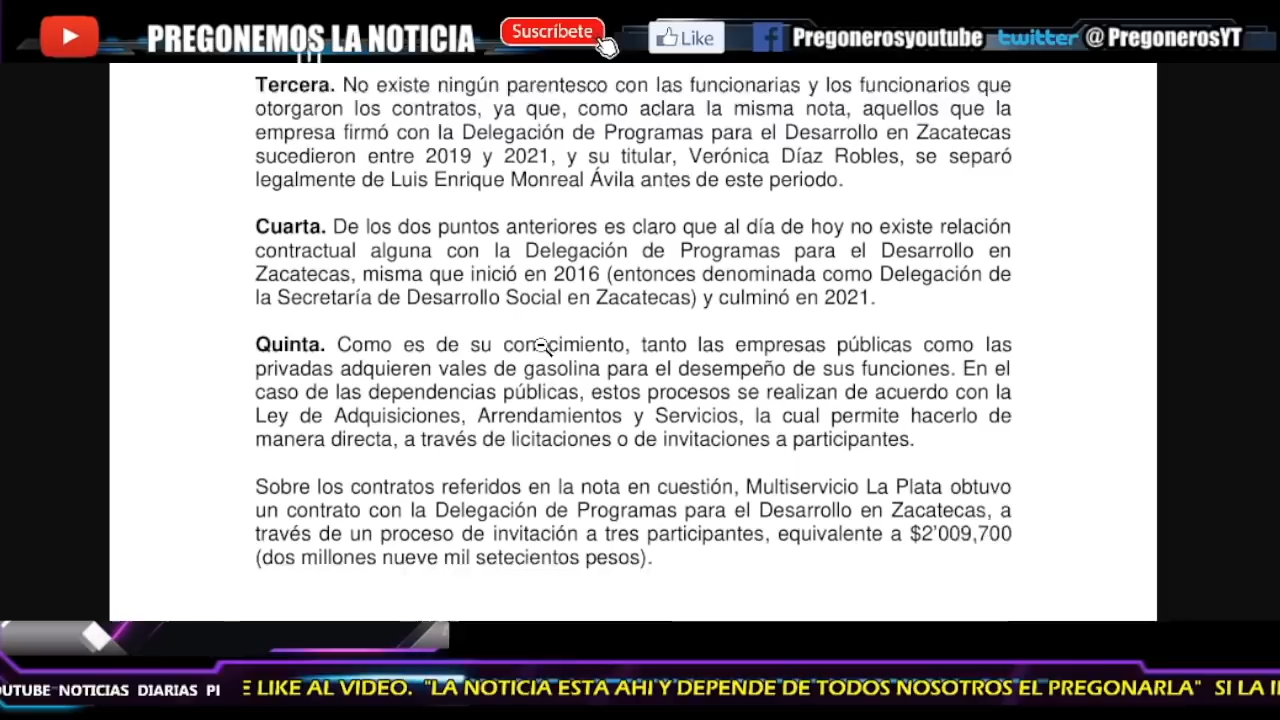 PREGONEMOS LA NOTICIA
Suscríbete
Like
Pregonerosyoutube
twitter @PregonerosYT
Tercera. No existe ningún parentesco con las funcionarias y los funcionarios que
otorgaron los contratos, ya que, como aclara la misma nota, aquellos que la
empresa firmó con la Delegación de Programas para el Desarrollo en Zacatecas
sucedieron entre 2019 y 2021, y su titular, Verónica Díaz Robles, se separó
legalmente de Luis Enrique Monreal Ávila antes de este periodo.
Cuarta. De los dos puntos anteriores es claro que al día de hoy no existe relación
contractual alguna con la Delegación de Programas para el Desarrollo en
Zacatecas, misma que inició en 2016 (entonces denominada como Delegación de
la Secretaría de Desarrollo Social en Zacatecas) y culminó en 2021.
Quinta. Como es de su conocimiento, tanto las empresas públicas como las
privadas adquieren vales de gasolina para el desempeño de sus funciones. En el
caso de las dependencias públicas, estos procesos se realizan de acuerdo con la
Ley de Adquisiciones, Arrendamientos y Servicios, la cual permite hacerlo de
manera directa, a través de licitaciones o de invitaciones a participantes.
Sobre los contratos referidos en la nota en cuestión, Multiservicio La Plata obtuvo
un contrato con la Delegación de Programas para el Desarrollo en Zacatecas, a
través de un proceso de invitación a tres participantes, equivalente a $2’009,700
(dos millones nueve mil setecientos pesos).
OUTUBE NOTICIAS DIARIAS PI
E LIKE AL VIDEO. "LA NOTICIA ESTA AHI Y DEPENDE DE TODOS NOSOTROS EL PREGONARLA" SI LA